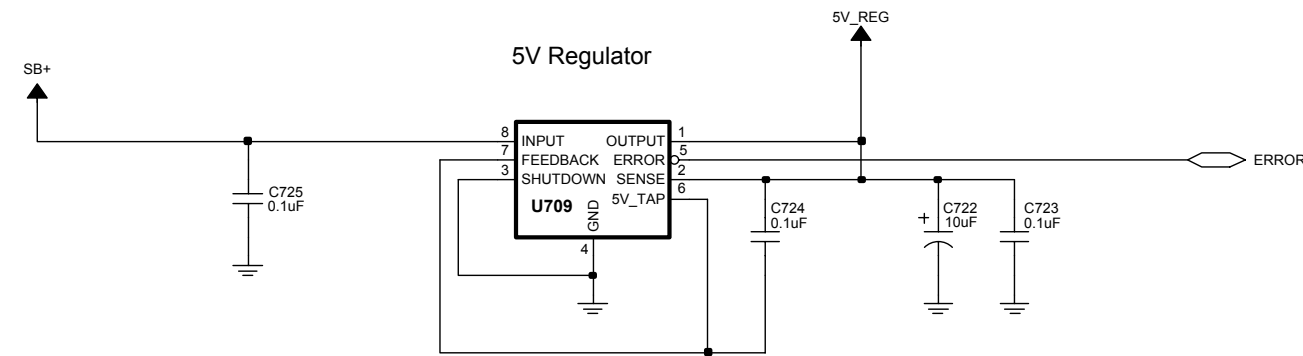 5V_REG
5V Regulator
SB+
8
INPUT
OUTPUT
1
7
FEEDBACK
ERROR
5
ERROR
3
SHUTDOWN
SENSE
2
5V_TAP
6
U709
GND
4
C725
0.1uF
C724
0.1uF
C722
10uF
+
C723
0.1uF